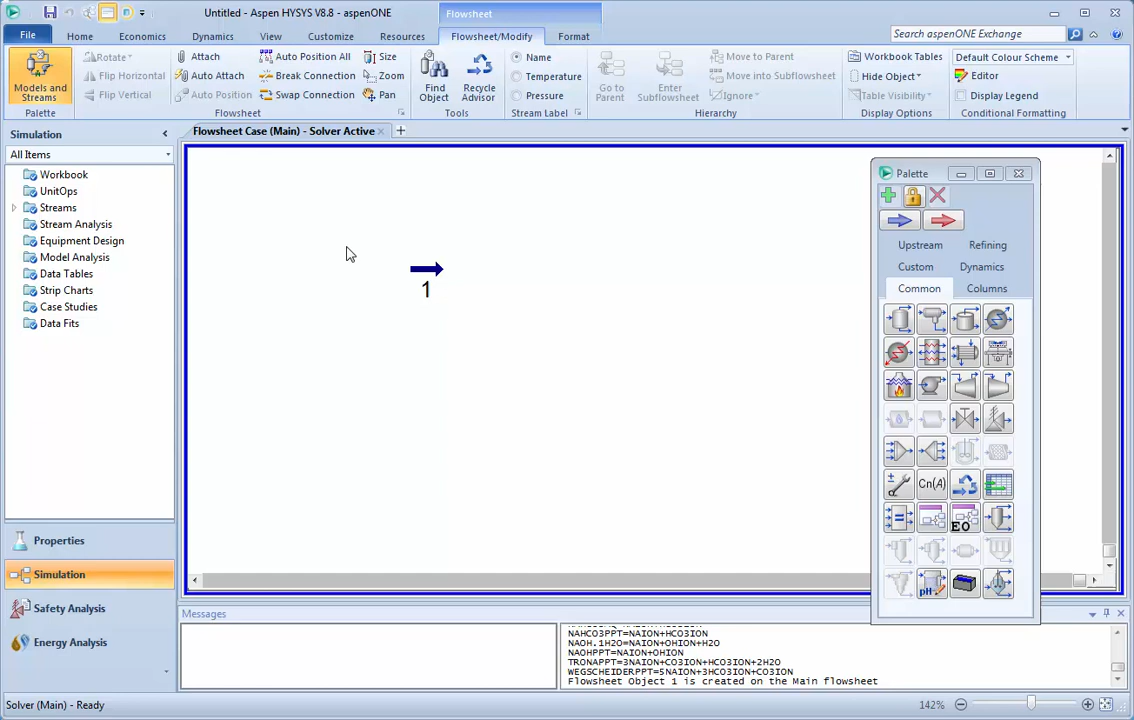 Untitled - Aspen HYSYS V8.8 - aspenONE
Flowsheet
File
Home
Economics
Dynamics
View
Customize
Resources
Flowsheet/Modify
Format
Search aspenONE Exchange
Models and Streams
Palette
Rotate
Flip Horizontal
Flip Vertical
Attach
Auto Attach
Auto Position
Auto Position All
Break Connection
Swap Connection
Size
Zoom
Pan
Flowsheet
Find Object
Recycle Advisor
Tools
Name
Temperature
Pressure
Stream Label
Go to Parent
Enter Subflowsheet
Move to Parent
Move into Subflowsheet
Ignore
Hierarchy
Workbook Tables
Hide Object
Table Visibility
Display Options
Default Colour Scheme
Editor
Display Legend
Conditional Formatting
Simulation
All Items
Workbook
UnitOps
Streams
Stream Analysis
Equipment Design
Model Analysis
Data Tables
Strip Charts
Case Studies
Data Fits
Properties
Simulation
Safety Analysis
Energy Analysis
Flowsheet Case (Main) - Solver Active
1
Palette
Upstream
Refining
Custom
Dynamics
Common
Columns
Cn(A)
EO
pH
Messages
NAHCO3PPT=NAION+HCO3ION
NAOH.1H2O=NAION+OHION+H2O
NAOHPPT=NAION+OHION
TRONAPPT=3NAION+CO3ION+HCO3ION+2H2O
WEGSCHEIDERPPT=5NAION+3HCO3ION+CO3ION
Flowsheet Object 1 is created on the Main flowsheet
Solver (Main) - Ready
142%